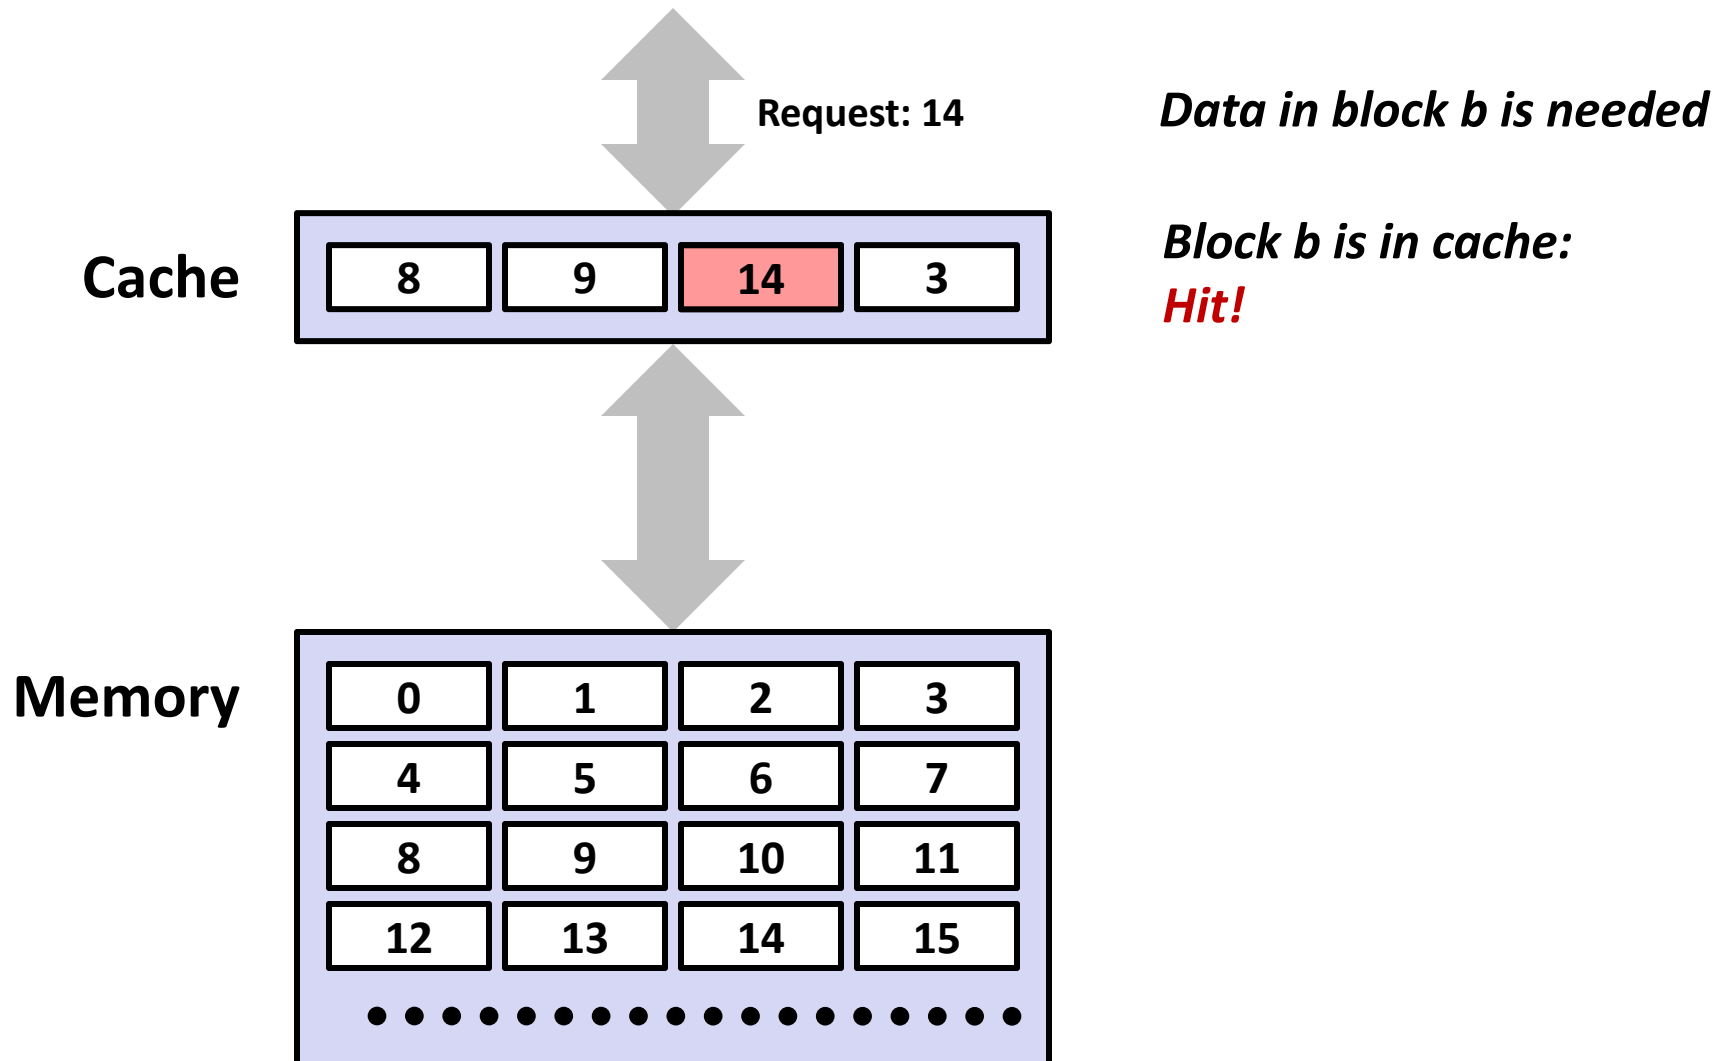 Request: 14
Data in block b is needed
Cache
8 9 14 3
Block b is in cache:
Hit!
Memory
0 1 2 3
4 5 6 7
8 9 10 11
12 13 14 15